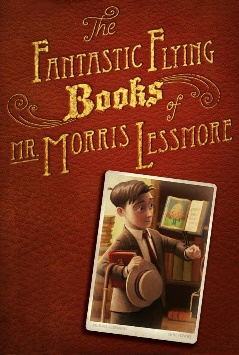 The
FANTASTIC FLYING
Books of
MR. MORRIS LESSMORE